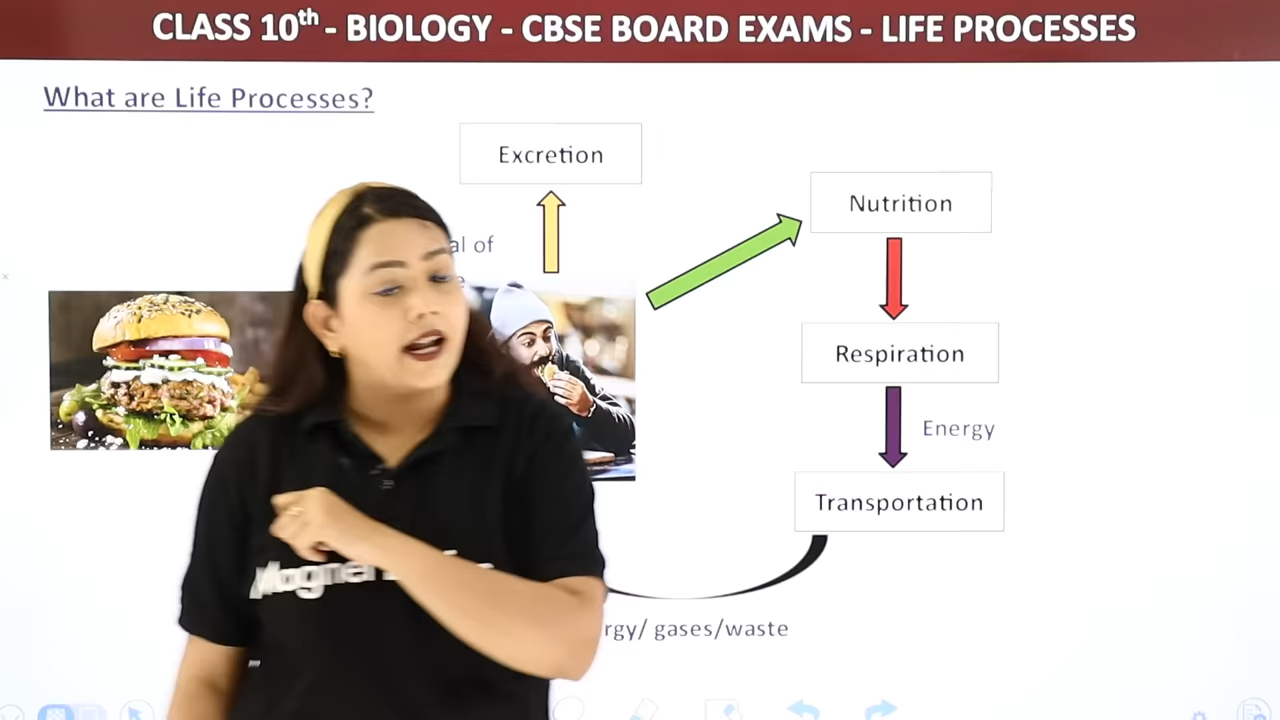 CLASS 10th - BIOLOGY - CBSE BOARD EXAMS - LIFE PROCESSES
What are Life Processes?
Excretion
Nutrition
al of
Respiration
Energy
Transportation
rgy/ gases/waste